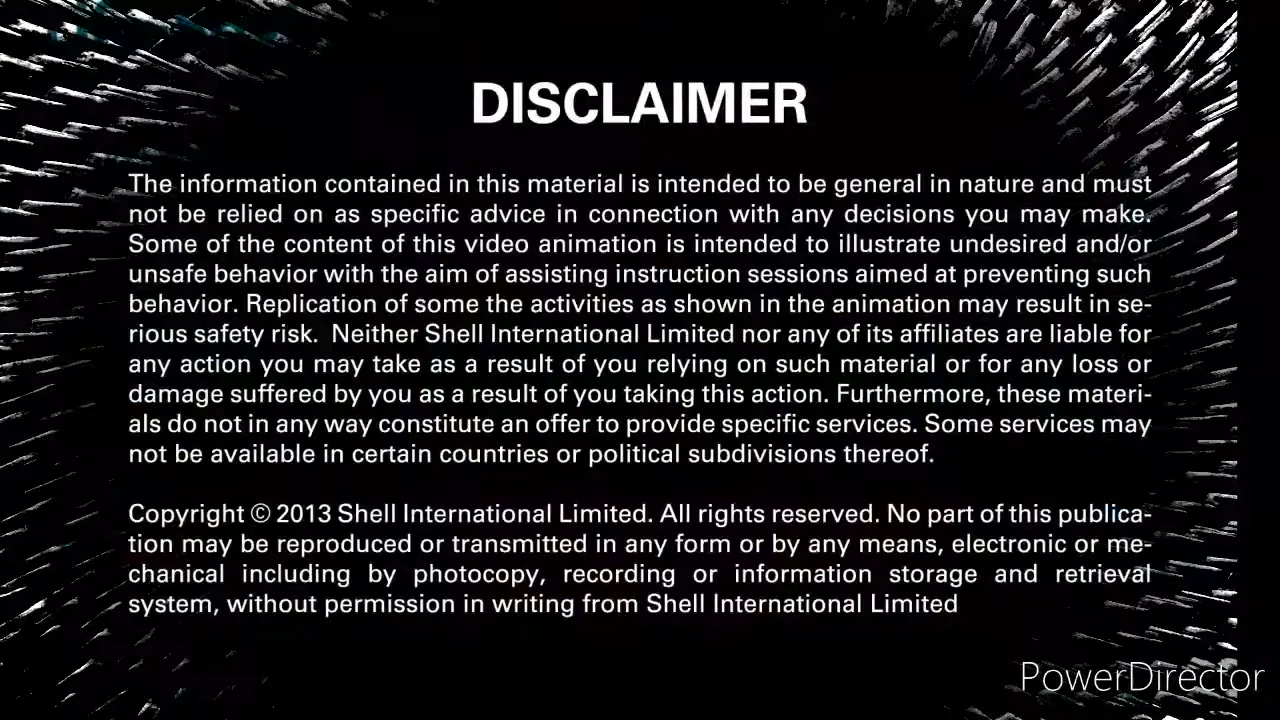 DISCLAIMER
The information contained in this material is intended to be general in nature and must
not be relied on as specific advice in connection with any decisions you may make.
Some of the content of this video animation is intended to illustrate undesired and/or
unsafe behavior with the aim of assisting instruction sessions aimed at preventing such
behavior. Replication of some the activities as shown in the animation may result in se-
rious safety risk.  Neither Shell International Limited nor any of its affiliates are liable for
any action you may take as a result of you relying on such material or for any loss or
damage suffered by you as a result of you taking this action. Furthermore, these materi-
als do not in any way constitute an offer to provide specific services. Some services may
not be available in certain countries or political subdivisions thereof.
Copyright © 2013 Shell International Limited. All rights reserved. No part of this publica-
tion may be reproduced or transmitted in any form or by any means, electronic or me-
chanical including by photocopy, recording or information storage and retrieval
system, without permission in writing from Shell International Limited
PowerDirector